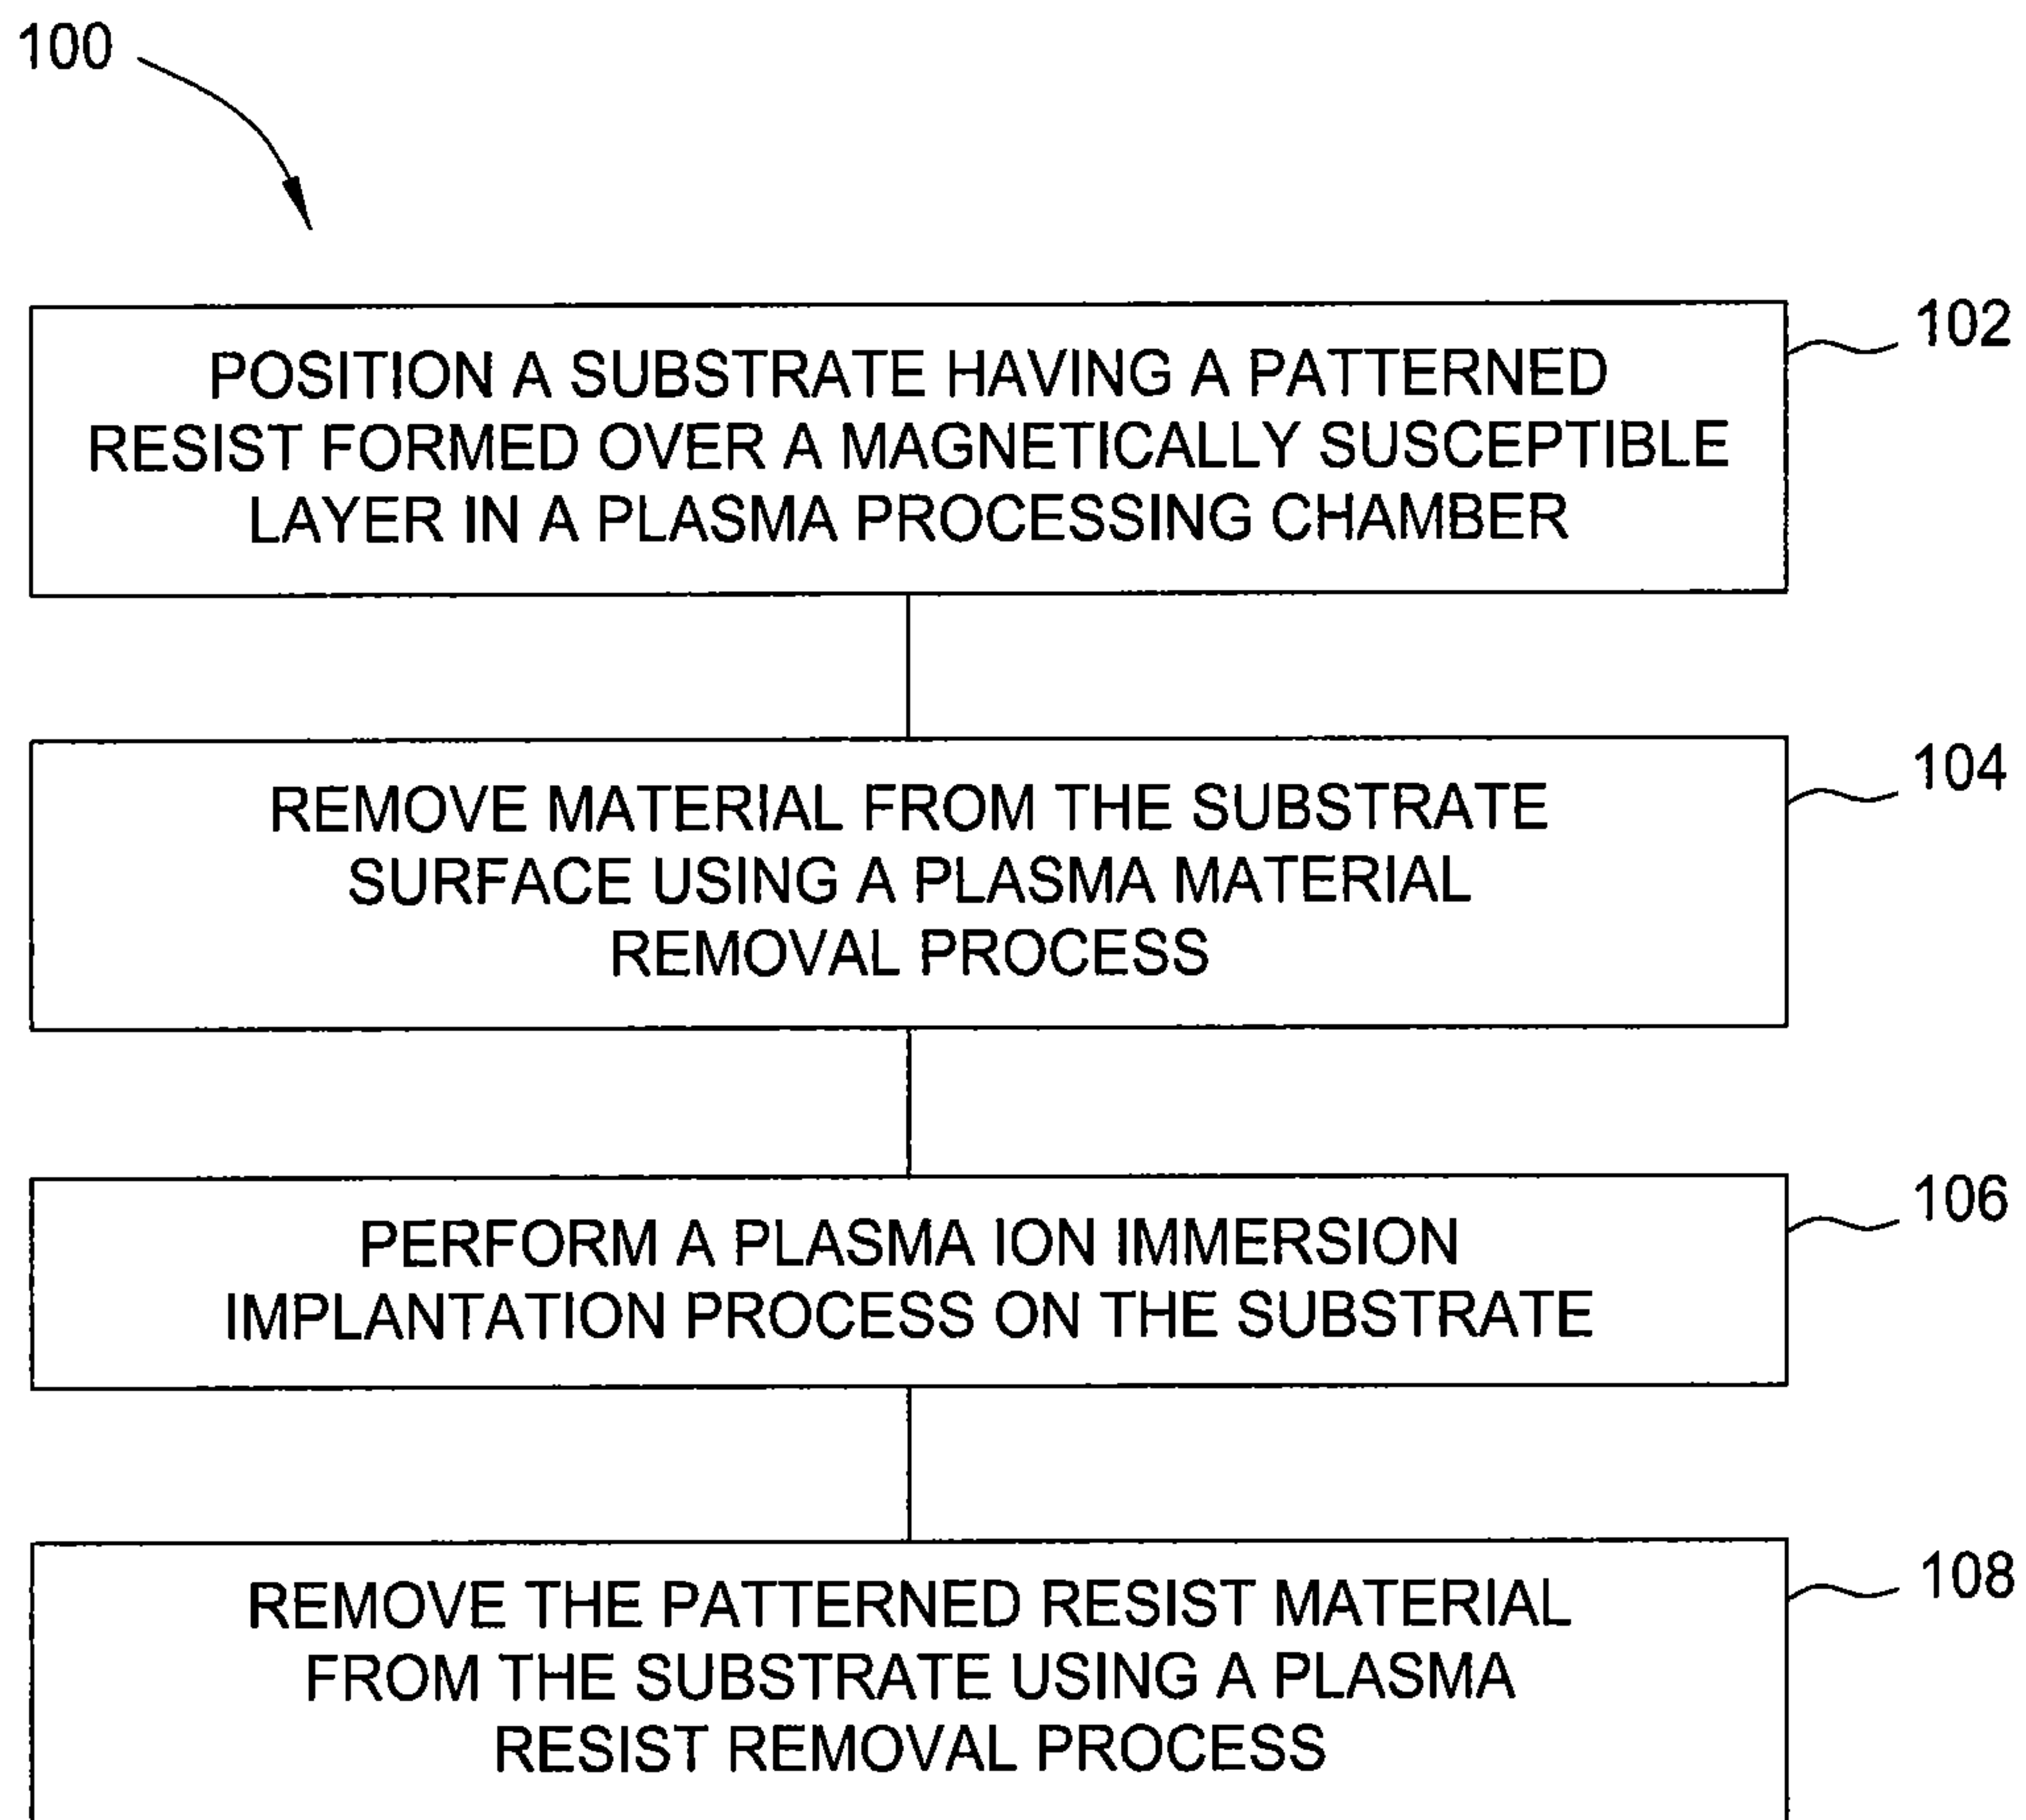 100
102
POSITION A SUBSTRATE HAVING A PATTERNED
RESIST FORMED OVER A MAGNETICALLY SUSCEPTIBLE
LAYER IN A PLASMA PROCESSING CHAMBER
104
REMOVE MATERIAL FROM THE SUBSTRATE
SURFACE USING A PLASMA MATERIAL
REMOVAL PROCESS
106
PERFORM A PLASMA ION IMMERSION
IMPLANTATION PROCESS ON THE SUBSTRATE
108
REMOVE THE PATTERNED RESIST MATERIAL
FROM THE SUBSTRATE USING A PLASMA
RESIST REMOVAL PROCESS